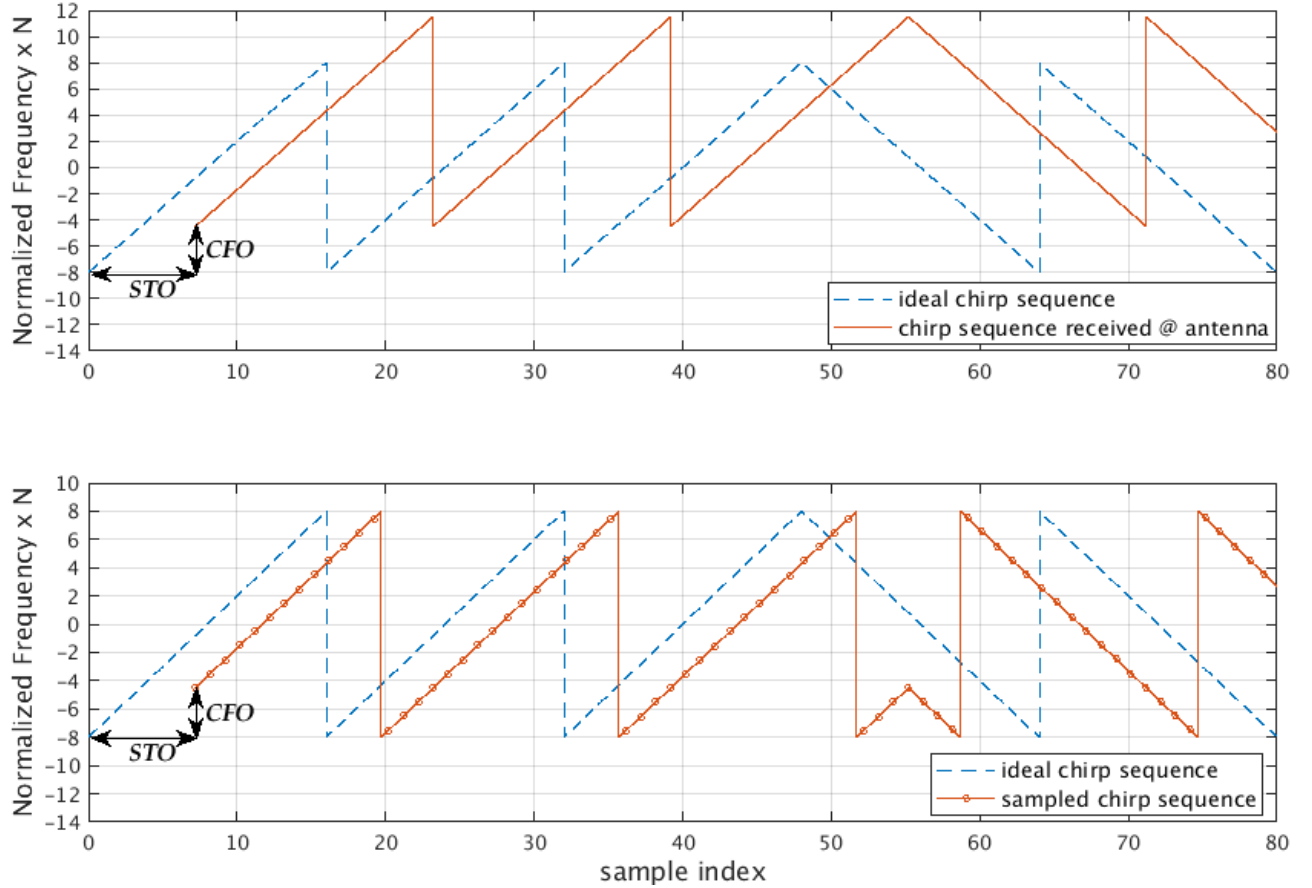 Normalized Frequency x N
12
10
8
6
4
2
0
−2
−4
−6
−8
−10
−12
−14
CFO
STO
ideal chirp sequence
chirp sequence received @ antenna
0 10 20 30 40 50 60 70 80
Normalized Frequency x N
10
8
6
4
2
0
−2
−4
−6
−8
−10
−12
−14
CFO
STO
ideal chirp sequence
sampled chirp sequence
0 10 20 30 40 50 60 70 80
sample index